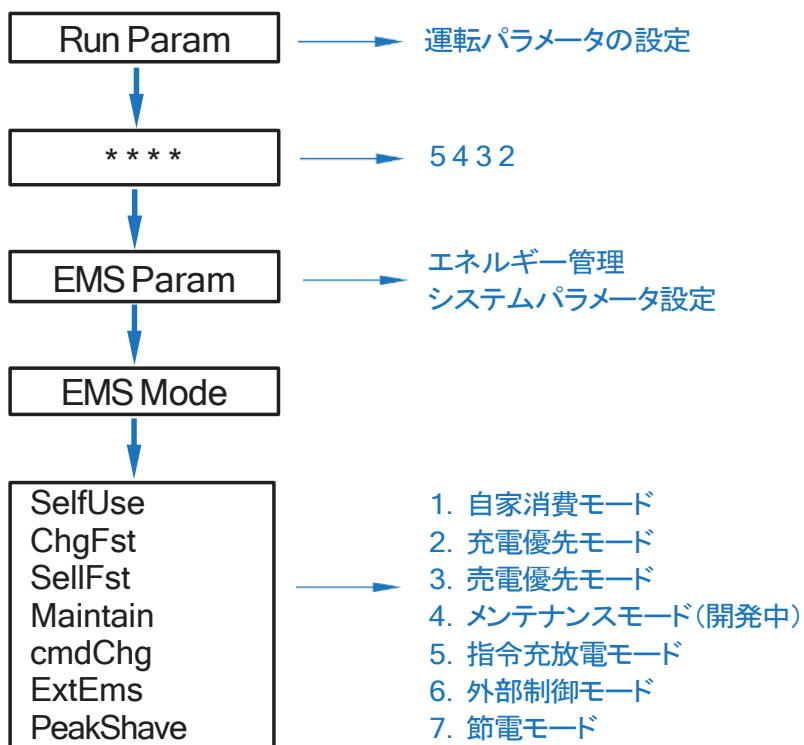 Run Param
運転パラメータの設定
****
5432
EMS Param
エネルギー管理
システムパラメータ設定
EMS Mode
SelfUse
1. 自家消費モード
ChgFst
2. 充電優先モード
SellFst
3. 売電優先モード
Maintain
4. メンテナンスモード（開発中）
cmdChg
5. 指令充放電モード
ExtEms
6. 外部制御モード
PeakShave
7. 節電モード